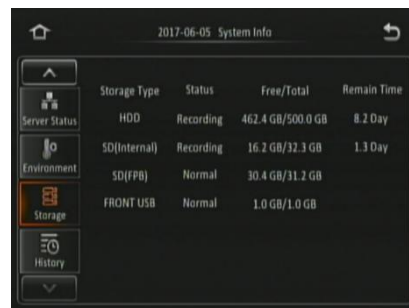 2017-06-05 System Info
Server Status
Environment
Storage
History
Storage Type Status Free/Total Remain Time
HDD Recording 462.4 GB/500.0 GB 8.2 Day
SD(Internal) Recording 16.2 GB/32.3 GB 1.3 Day
SD(FPB) Normal 30.4 GB/31.2 GB
FRONT USB Normal 1.0 GB/1.0 GB